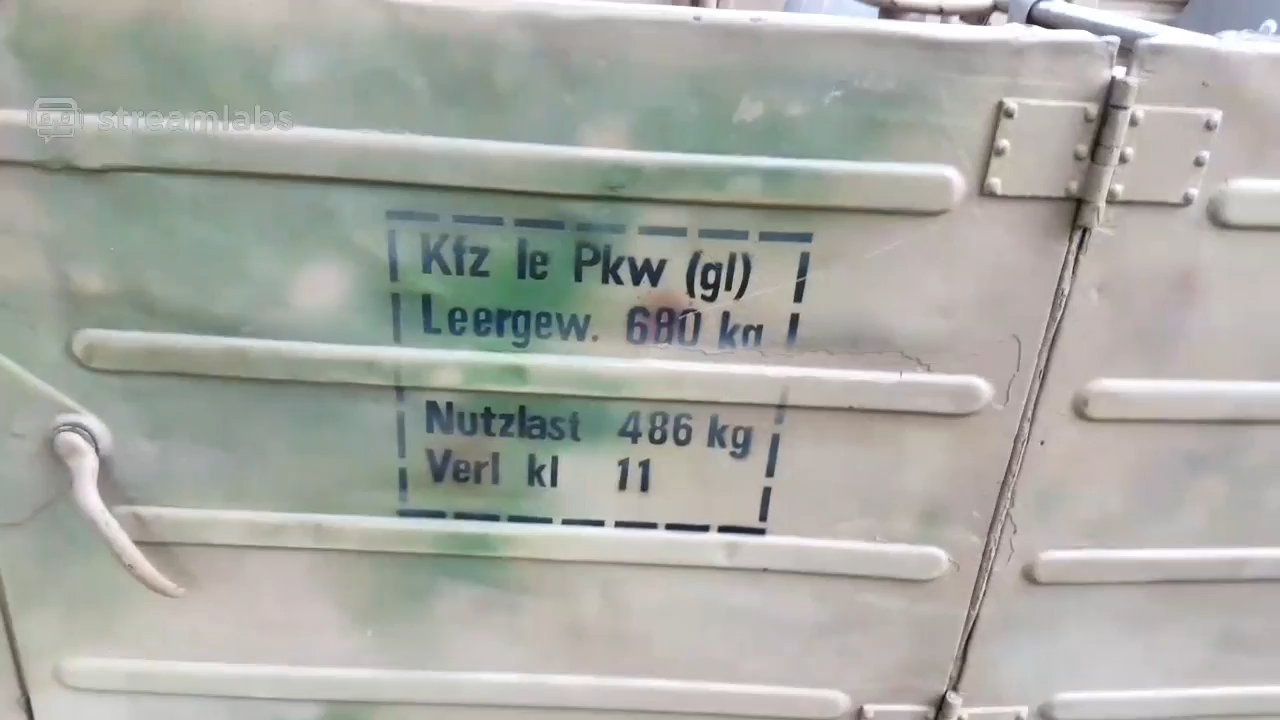 streamlabs
Kfz le Pkw (gl)
Leergew. 680 kg
Nutzlast 486 kg
Verl kl 11